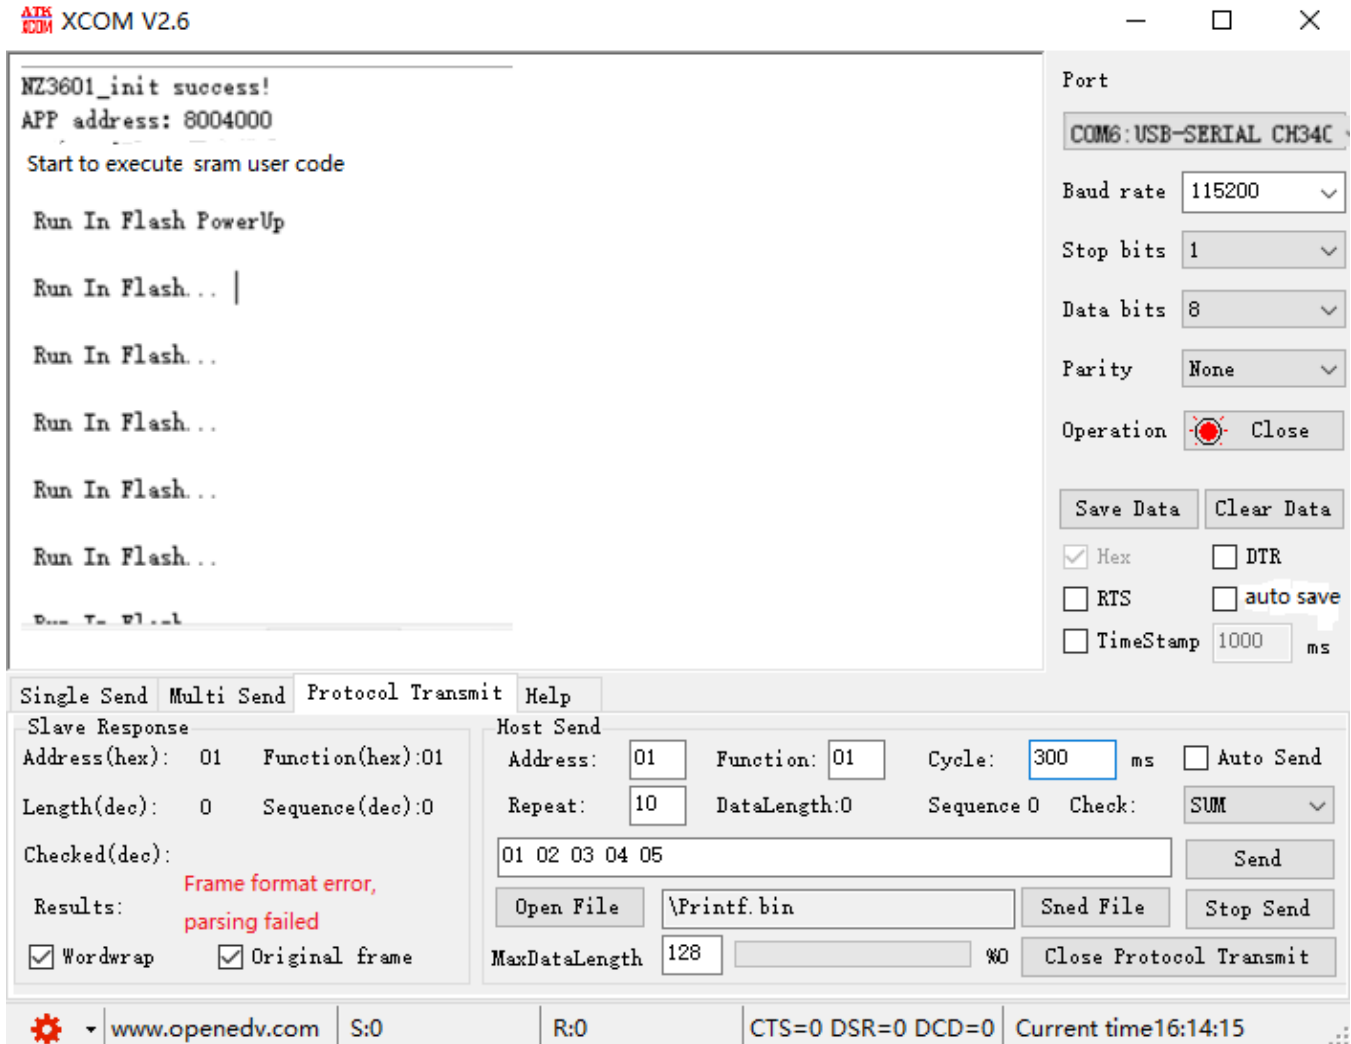 ATK XCOM XCOM V2.6
NZ3601_init success!
APP address: 8004000
Start to execute sram user code
Run In Flash PowerUp
Run In Flash...
Run In Flash...
Run In Flash...
Run In Flash...
Run In Flash...
Run In Flash
Port
COM6:USB-SERIAL CH34
Baud rate 115200
Stop bits 1
Data bits 8
Parity None
Operation Close
Save Data Clear Data
Hex DTR
RTS auto save
TimeStamp 1000 ms
Single Send Multi Send Protocol Transmit Help
Slave Response
Address(hex): 01 Function(hex):01
Length(dec): 0 Sequence(dec):0
Checked(dec):
Results: Frame format error,
parsing failed
Wordwrap Original frame
Host Send
Address: 01 Function: 01 Cycle: 300 ms Auto Send
Repeat: 10 DataLength:0 Sequence 0 Check: SUM
01 02 03 04 05 Send
Open File \Printf.bin Sned File Stop Send
MaxDataLength 128 %0 Close Protocol Transmit
www.openedv.com S:0 R:0 CTS=0 DSR=0 DCD=0 Current time16:14:15